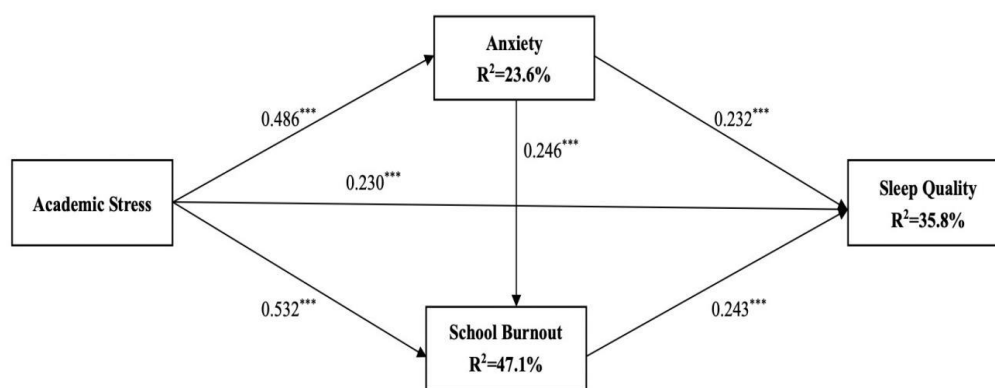 Anxiety
R²=23.6%
0.486***
0.232***
0.246***
0.230***
Academic Stress
Sleep Quality
R²=35.8%
0.532***
0.243***
School Burnout
R²=47.1%